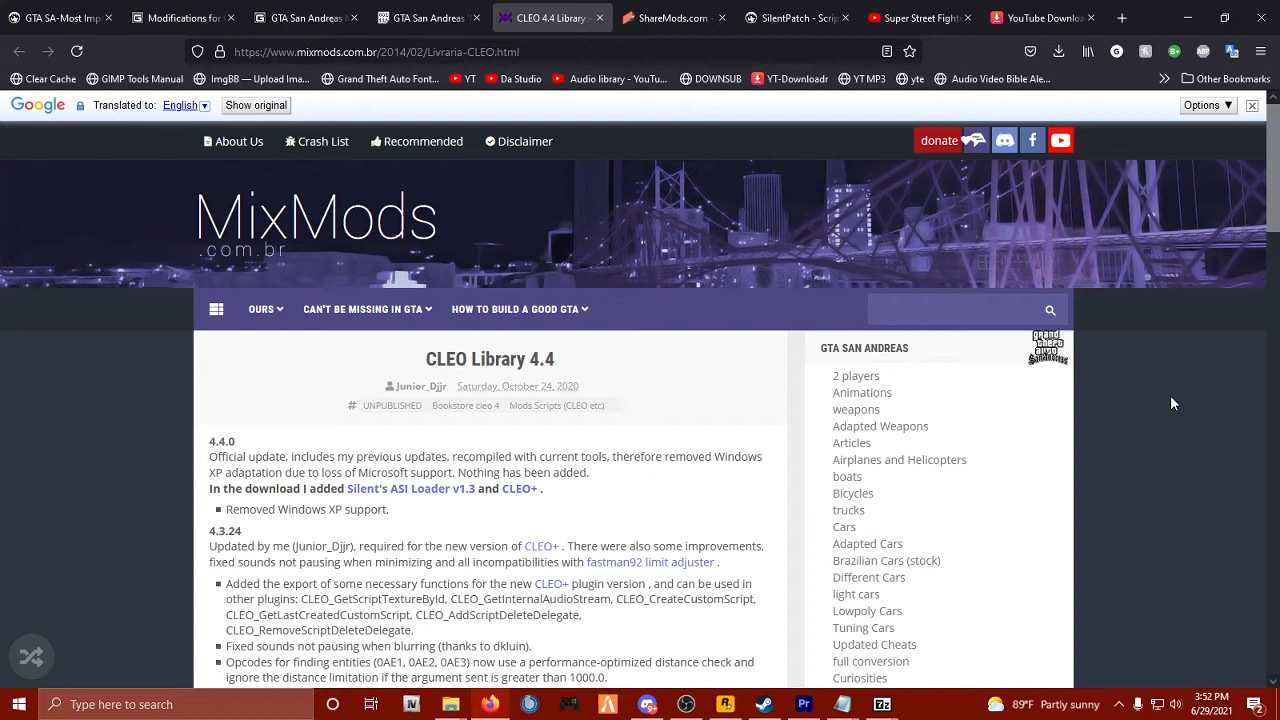 GTA SA-Most Impo
Modifications for
GTA San Andreas N
GTA San Andreas '
CLEO 4.4 Library -
ShareMods.com -
SilentPatch - Scrip
Super Street Fight
YouTube Downloa
https://www.mixmods.com.br/2014/02/Livraria-CLEO.html
Clear Cache
GIMP Tools Manual
ImgBB — Upload Ima...
Grand Theft Auto Font...
YT
Da Studio
Audio library - YouTu...
DOWNSUB
YT-Downloadr
YT MP3
yte
Audio Video Bible Ale...
Other Bookmarks
Google
Translated to: English
Show original
Options ▼
About Us
Crash List
Recommended
Disclaimer
donate
MixMods
.com.br
OURS
CAN'T BE MISSING IN GTA
HOW TO BUILD A GOOD GTA
CLEO Library 4.4
Junior_Djjr
Saturday, October 24, 2020
# UNPUBLISHED Bookstore cleo 4 Mods Scripts (CLEO etc)
4.4.0
Official update, includes my previous updates, recompiled with current tools, therefore removed Windows
XP adaptation due to loss of Microsoft support. Nothing has been added.
In the download I added Silent's ASI Loader v1.3 and CLEO+ .
Removed Windows XP support.
4.3.24
Updated by me (Junior_Djjr), required for the new version of CLEO+ . There were also some improvements,
fixed sounds not pausing when minimizing and all incompatibilities with fastman92 limit adjuster .
Added the export of some necessary functions for the new CLEO+ plugin version , and can be used in
other plugins: CLEO_GetScriptTextureById, CLEO_GetInternalAudioStream, CLEO_CreateCustomScript,
CLEO_GetLastCreatedCustomScript, CLEO_AddScriptDeleteDelegate,
CLEO_RemoveScriptDeleteDelegate.
Fixed sounds not pausing when blurring (thanks to dkluin).
Opcodes for finding entities (0AE1, 0AE2, 0AE3) now use a performance-optimized distance check and
ignore the distance limitation if the argument sent is greater than 1000.0.
GTA SAN ANDREAS
grand
theft
auto
SanAndreas
2 players
Animations
weapons
Adapted Weapons
Articles
Airplanes and Helicopters
boats
Bicycles
trucks
Cars
Adapted Cars
Brazilian Cars (stock)
Different Cars
light cars
Lowpoly Cars
Tuning Cars
Updated Cheats
full conversion
Curiosities
Type here to search
89°F Partly sunny
3:52 PM
6/29/2021